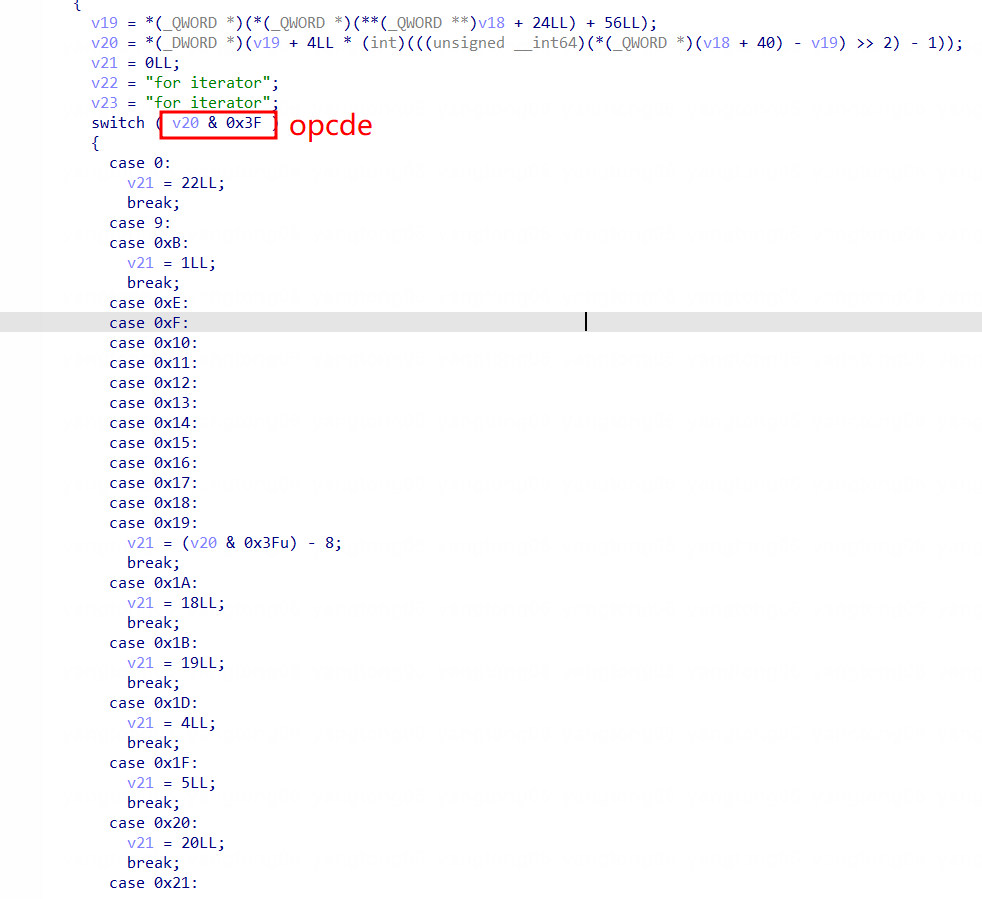 {
v19 = *(_QWORD *)(*(_QWORD *)(**(_QWORD **)v18 + 24LL) + 56LL);
v20 = *(_DWORD *)(v19 + 4LL * (int)(((unsigned __int64)(*(_QWORD *)(v18 + 40) - v19) >> 2) - 1));
v21 = 0LL;
v22 = "for iterator";
v23 = "for iterator";
switch ( v20 & 0x3F ) opcde
{
case 0:
v21 = 22LL;
break;
case 9:
case 0xB:
v21 = 1LL;
break;
case 0xE:
case 0xF:
case 0x10:
case 0x11:
case 0x12:
case 0x13:
case 0x14:
case 0x15:
case 0x16:
case 0x17:
case 0x18:
case 0x19:
v21 = (v20 & 0x3Fu) - 8;
break;
case 0x1A:
v21 = 18LL;
break;
case 0x1B:
v21 = 19LL;
break;
case 0x1D:
v21 = 4LL;
break;
case 0x1F:
v21 = 5LL;
break;
case 0x20:
v21 = 20LL;
break;
case 0x21: